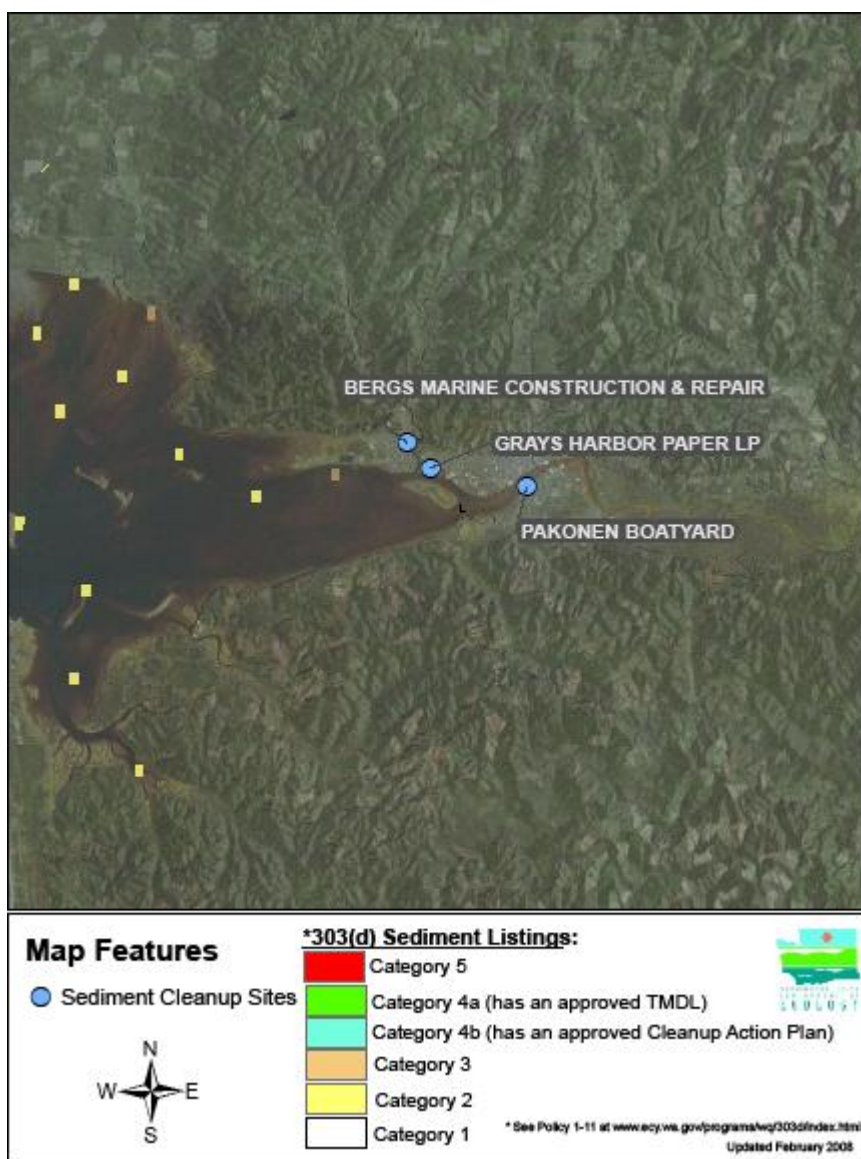 BERGS MARINE CONSTRUCTION & REPAIR
GRAYS HARBOR PAPER LP
L
PAKONEN BOATYARD
Map Features
Sediment Cleanup Sites
N
W E
S
*303(d) Sediment Listings:
Category 5
Category 4a (has an approved TMDL)
Category 4b (has an approved Cleanup Action Plan)
Category 3
Category 2
Category 1
ECOLOGY
* See Policy 1-11 at www.ecy.wa.gov/programs/wq/303d/index.html
Updated February 2008